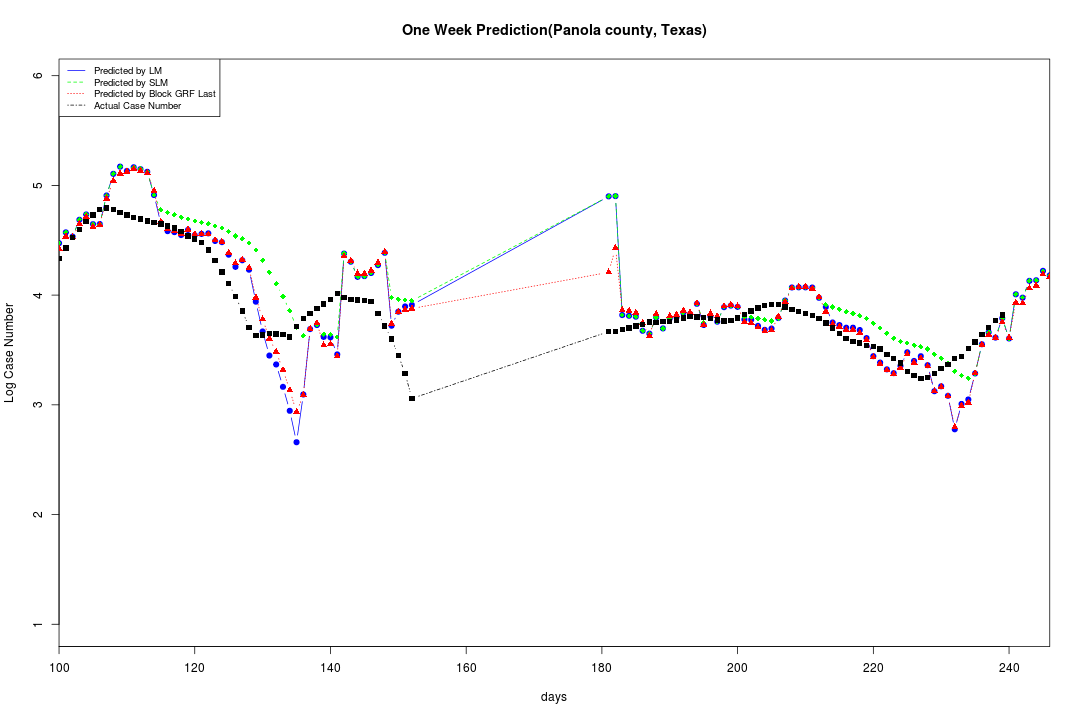 One Week Prediction(Panola county, Texas)
Predicted by LM
Predicted by SLM
Predicted by Block GRF Last
Actual Case Number
6
5
4
3
2
1
Log Case Number
100 120 140 160 180 200 220 240
days